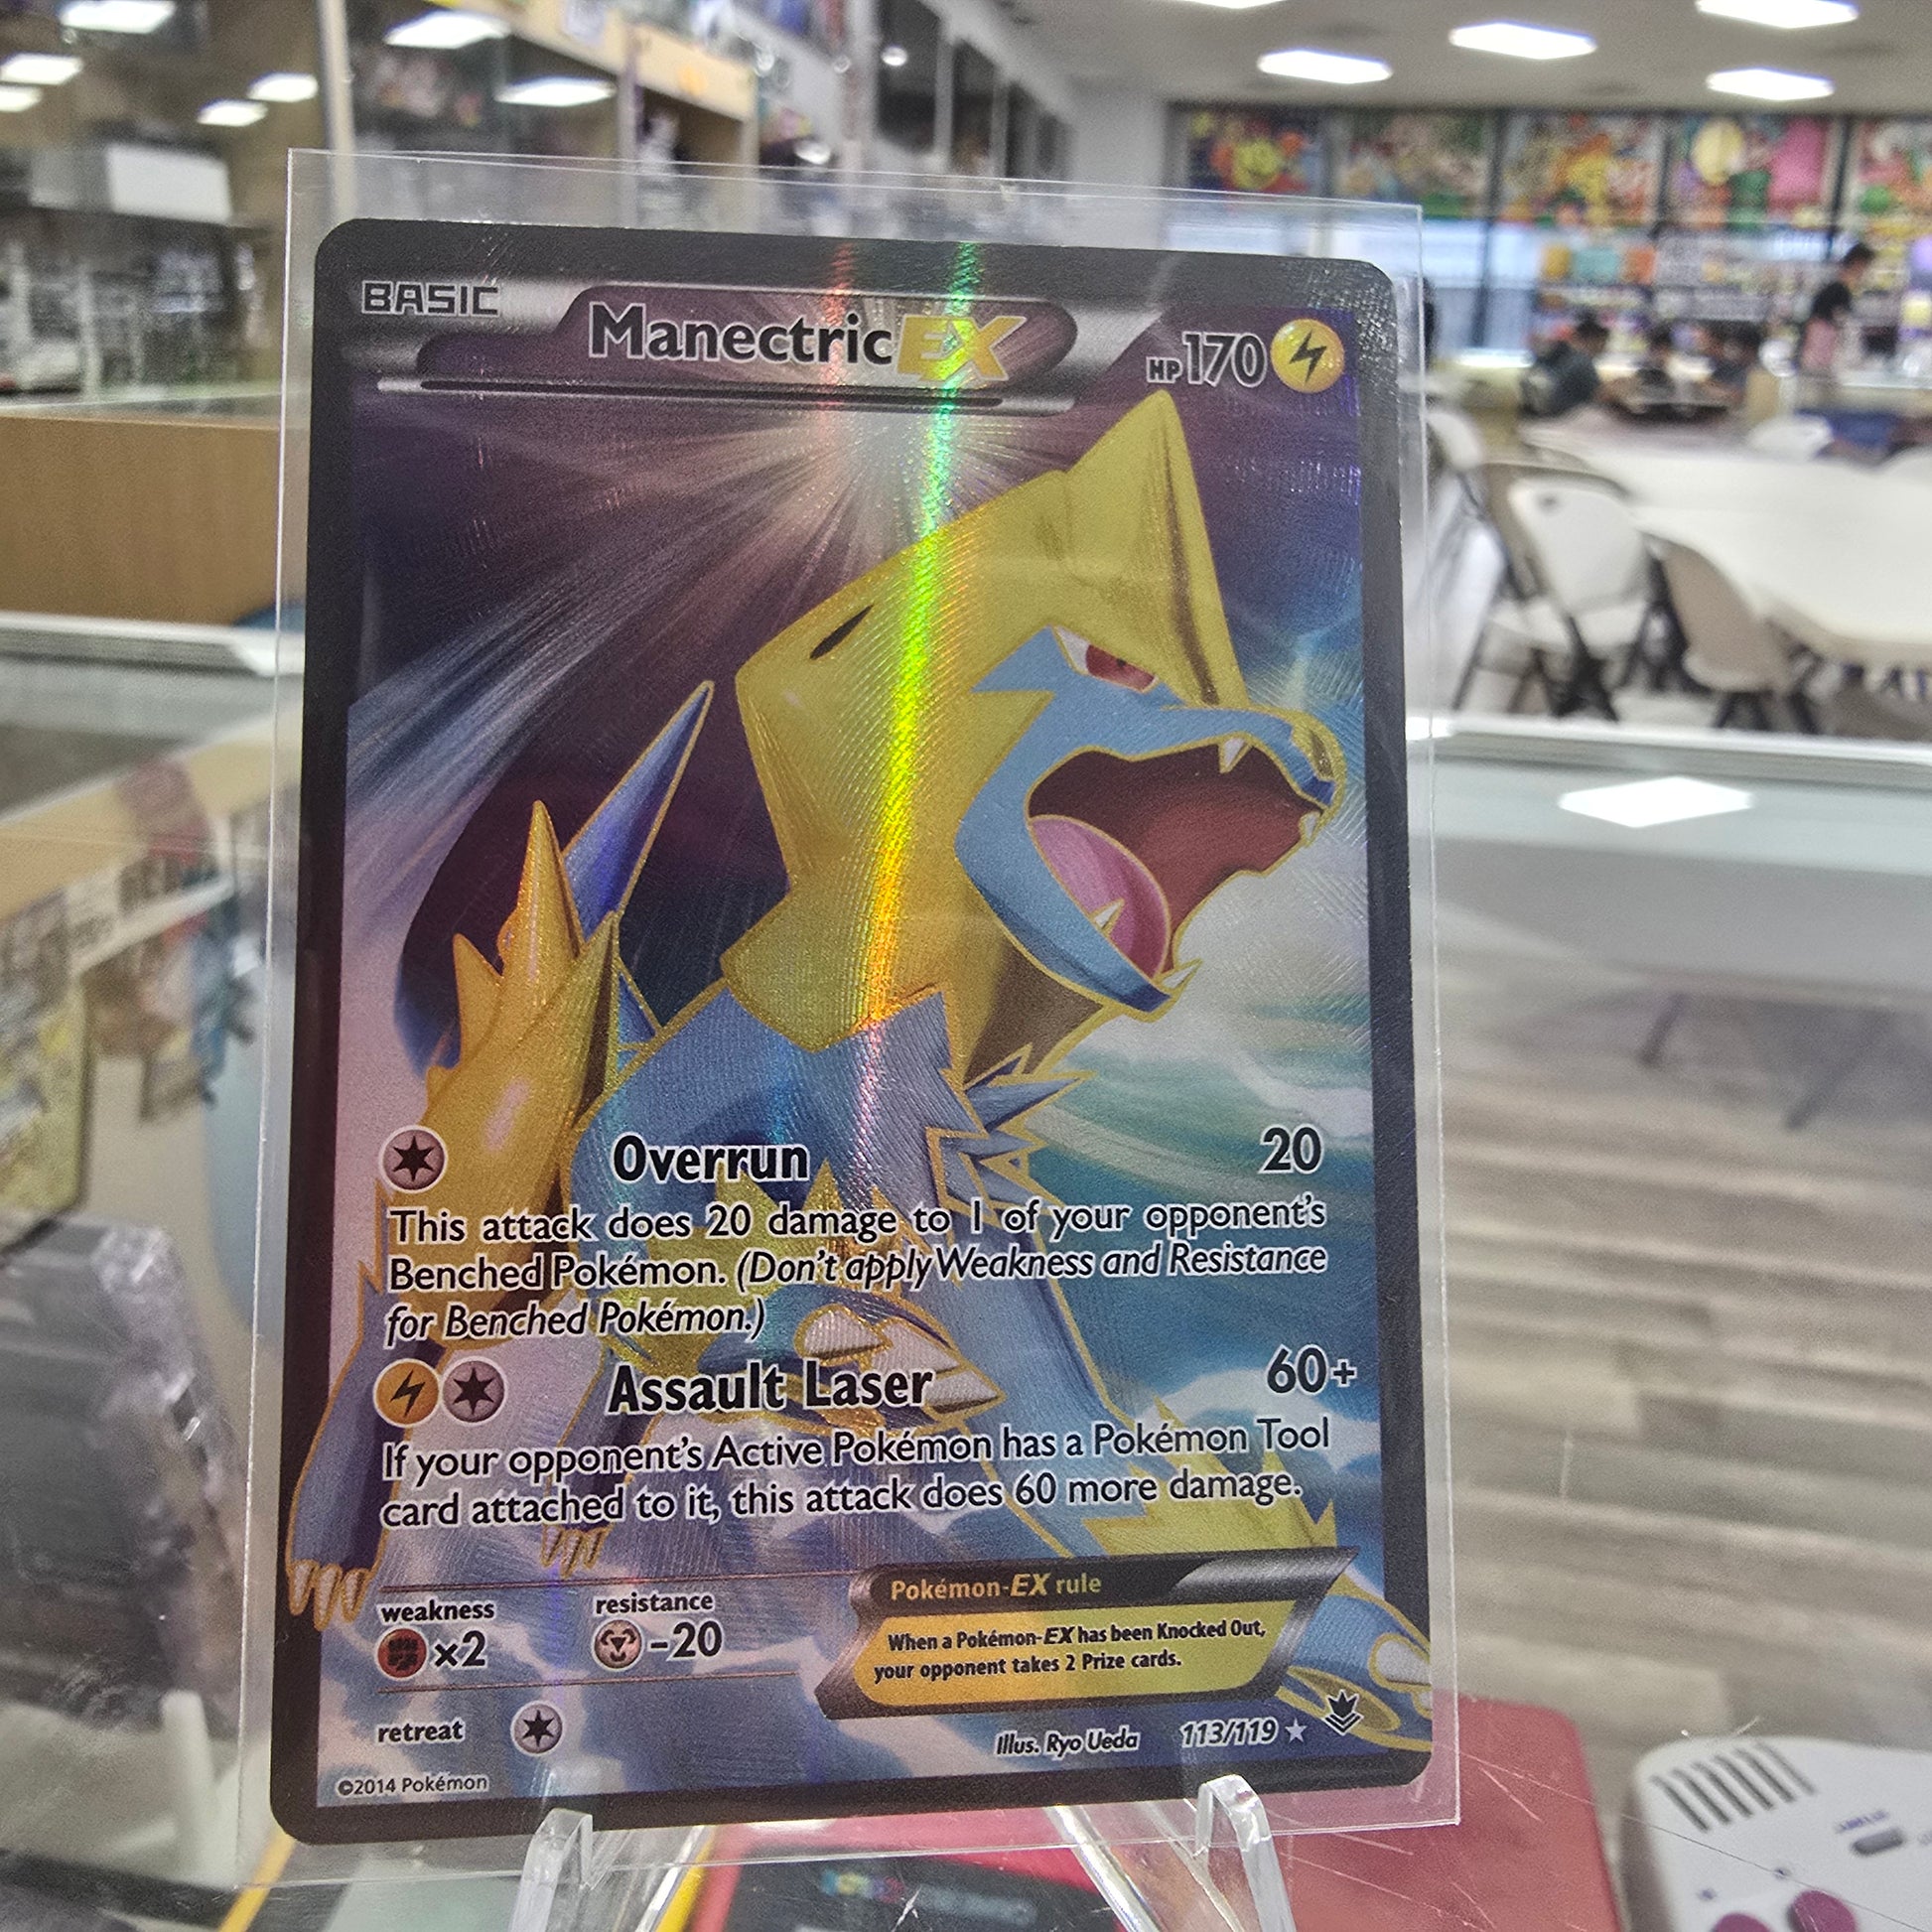 BASIC
Manectric EX
HP 170
Overrun 20
This attack does 20 damage to 1 of your opponent's
Benched Pokémon. (Don't apply Weakness and Resistance
for Benched Pokémon.)
Assault Laser 60+
If your opponent's Active Pokémon has a Pokémon Tool
card attached to it, this attack does 60 more damage.
weakness
×2
resistance
-20
Pokémon-EX rule
When a Pokémon-EX has been Knocked Out,
your opponent takes 2 Prize cards.
retreat
Illus. Ryo Ueda 113/119
©2014 Pokémon